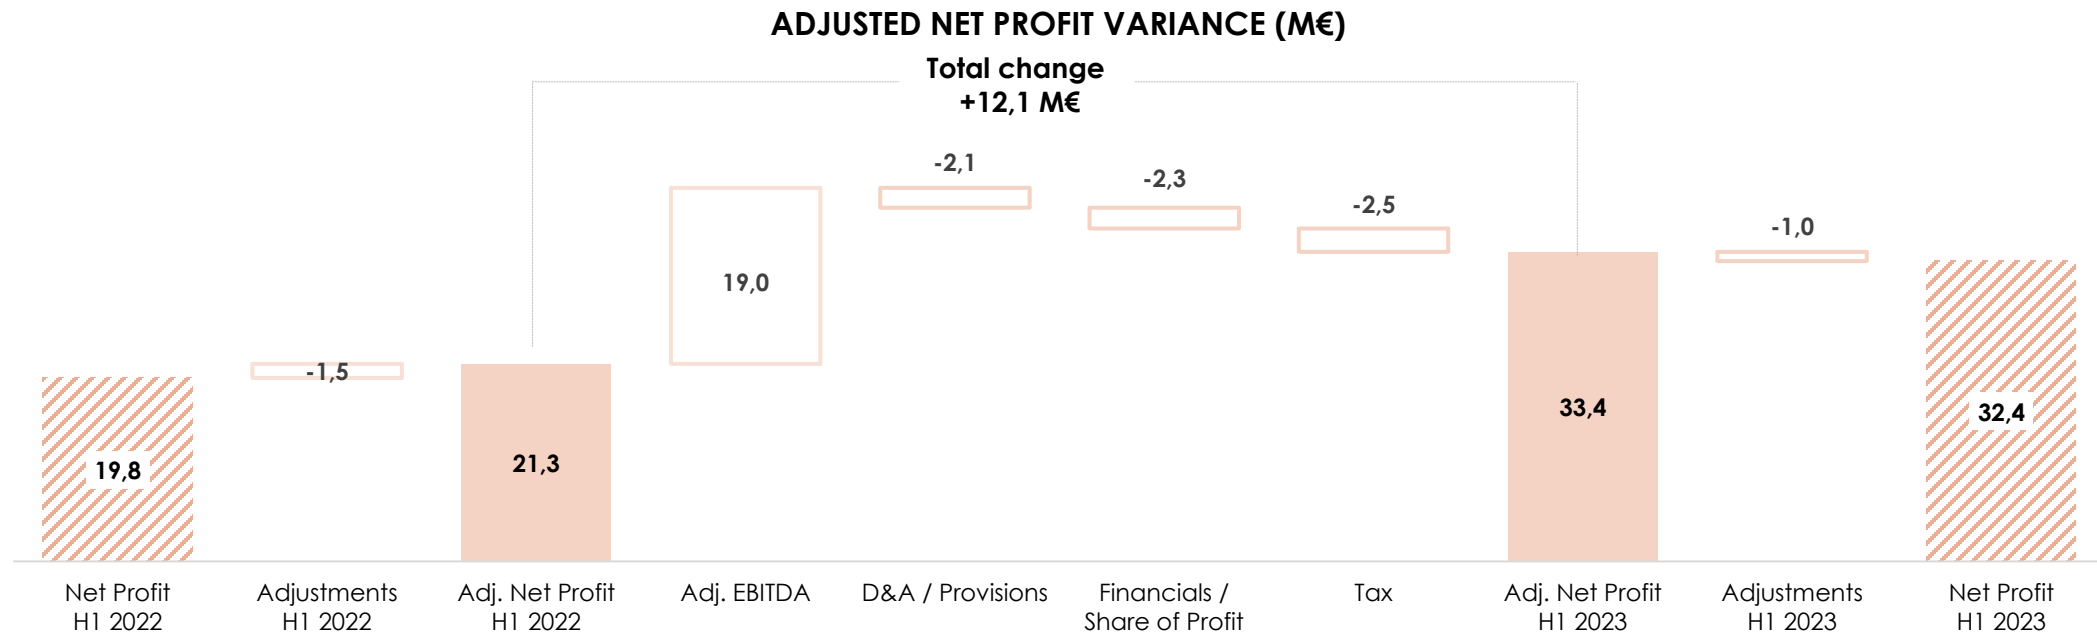 ADJUSTED NET PROFIT VARIANCE (M€)
Total change
+12,1 M€
-2,1
-2,3
-2,5
-1,0
19,0
-1,5
33,4
32,4
21,3
19,8
Net Profit
H1 2022
Adjustments
H1 2022
Adj. Net Profit
H1 2022
Adj. EBITDA
D&A / Provisions
Financials /
Share of Profit
Tax
Adj. Net Profit
H1 2023
Adjustments
H1 2023
Net Profit
H1 2023